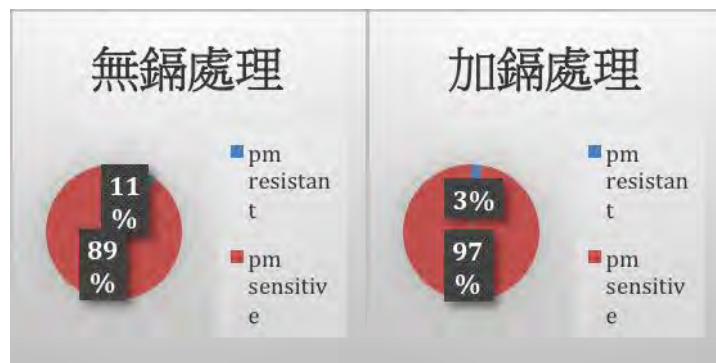 無鎘處理
11
%
89
%
pm
resistan
t
pm
sensitiv
e
加鎘處理
3%
97
%
pm
resistan
t
pm
sensitiv
e